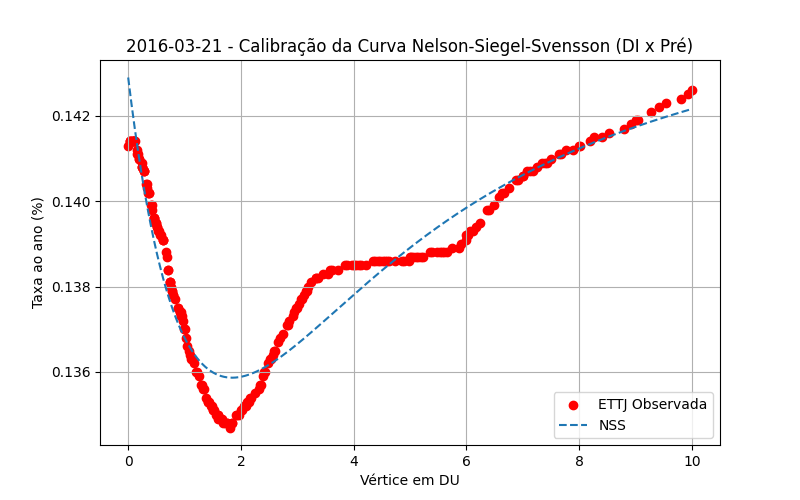 2016-03-21 - Calibração da Curva Nelson-Siegel-Svensson (DI x Pré)
Taxa ao ano (%)
0.142
0.140
0.138
0.136
0 2 4 6 8 10
Vértice em DU
ETTJ Observada
NSS